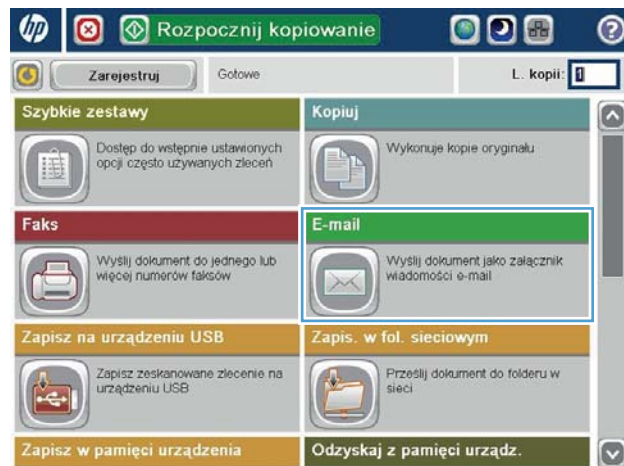 hp
Rozpocznij kopiowanie
?
Zarejestruj
Gotowe
L. kopii: 1
Szybkie zestawy
Kopiuj
Dostęp do wstępnie ustawionych
opcji często używanych zleceń
Wykonuje kopie oryginału
Faks
E-mail
Wyślij dokument do jednego lub
więcej numerów faksów
Wyślij dokument jako załącznik
wiadomości e-mail
Zapisz na urządzeniu USB
Zapis. w fol. sieciowym
Zapisz zeskanowane zlecenie na
urządzeniu USB
Prześlij dokument do folderu w
sieci
Zapisz w pamięci urządzenia
Odzyskaj z pamięci urządz.